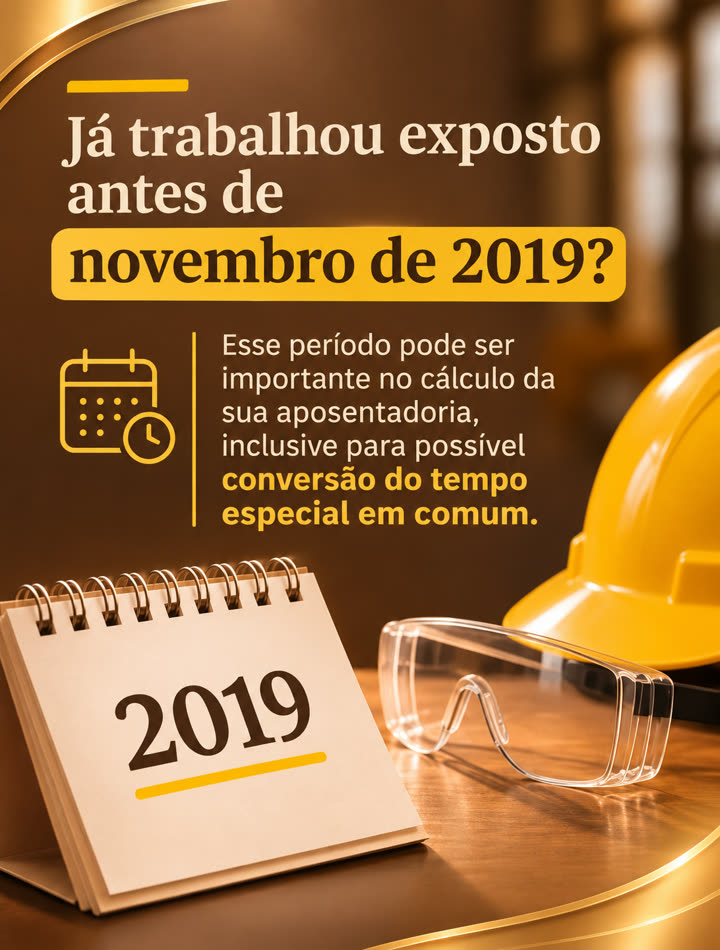 Já trabalhou exposto
antes de
novembro de 2019?
Esse período pode ser
importante no cálculo da
sua aposentadoria,
inclusive para possível
conversão do tempo
especial em comum.
2019